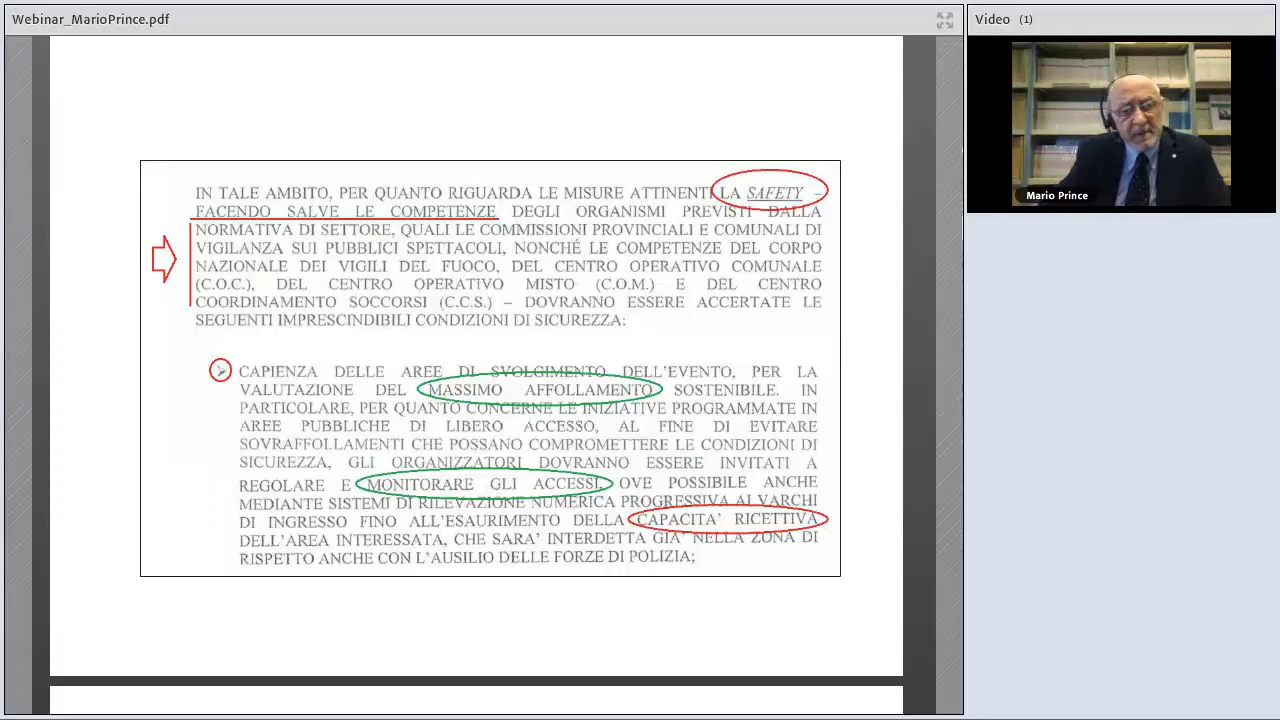 Webinar_MarioPrince.pdf
Video (1)
Mario Prince
IN TALE AMBITO, PER QUANTO RIGUARDA LE MISURE ATTINENTI LA SAFETY –
FACENDO SALVE LE COMPETENZE DEGLI ORGANISMI PREVISTI DALLA
NORMATIVA DI SETTORE, QUALI LE COMMISSIONI PROVINCIALI E COMUNALI DI
VIGILANZA SUI PUBBLICI SPETTACOLI, NONCHÉ LE COMPETENZE DEL CORPO
NAZIONALE DEI VIGILI DEL FUOCO, DEL CENTRO OPERATIVO COMUNALE
(C.O.C.), DEL CENTRO OPERATIVO MISTO (C.O.M.) E DEL CENTRO
COORDINAMENTO SOCCORSI (C.C.S.) – DOVRANNO ESSERE ACCERTATE LE
SEGUENTI IMPRESCINDIBILI CONDIZIONI DI SICUREZZA:
➢ CAPIENZA DELLE AREE DI SVOLGIMENTO DELL'EVENTO, PER LA
VALUTAZIONE DEL MASSIMO AFFOLLAMENTO SOSTENIBILE. IN
PARTICOLARE, PER QUANTO CONCERNE LE INIZIATIVE PROGRAMMATE IN
AREE PUBBLICHE DI LIBERO ACCESSO, AL FINE DI EVITARE
SOVRAFFOLLAMENTI CHE POSSANO COMPROMETTERE LE CONDIZIONI DI
SICUREZZA, GLI ORGANIZZATORI DOVRANNO ESSERE INVITATI A
REGOLARE E MONITORARE GLI ACCESSI, OVE POSSIBILE ANCHE
MEDIANTE SISTEMI DI RILEVAZIONE NUMERICA PROGRESSIVA AI VARCHI
DI INGRESSO FINO ALL'ESAURIMENTO DELLA CAPACITA' RICETTIVA
DELL'AREA INTERESSATA, CHE SARA' INTERDETTA GIA' NELLA ZONA DI
RISPETTO ANCHE CON L'AUSILIO DELLE FORZE DI POLIZIA;